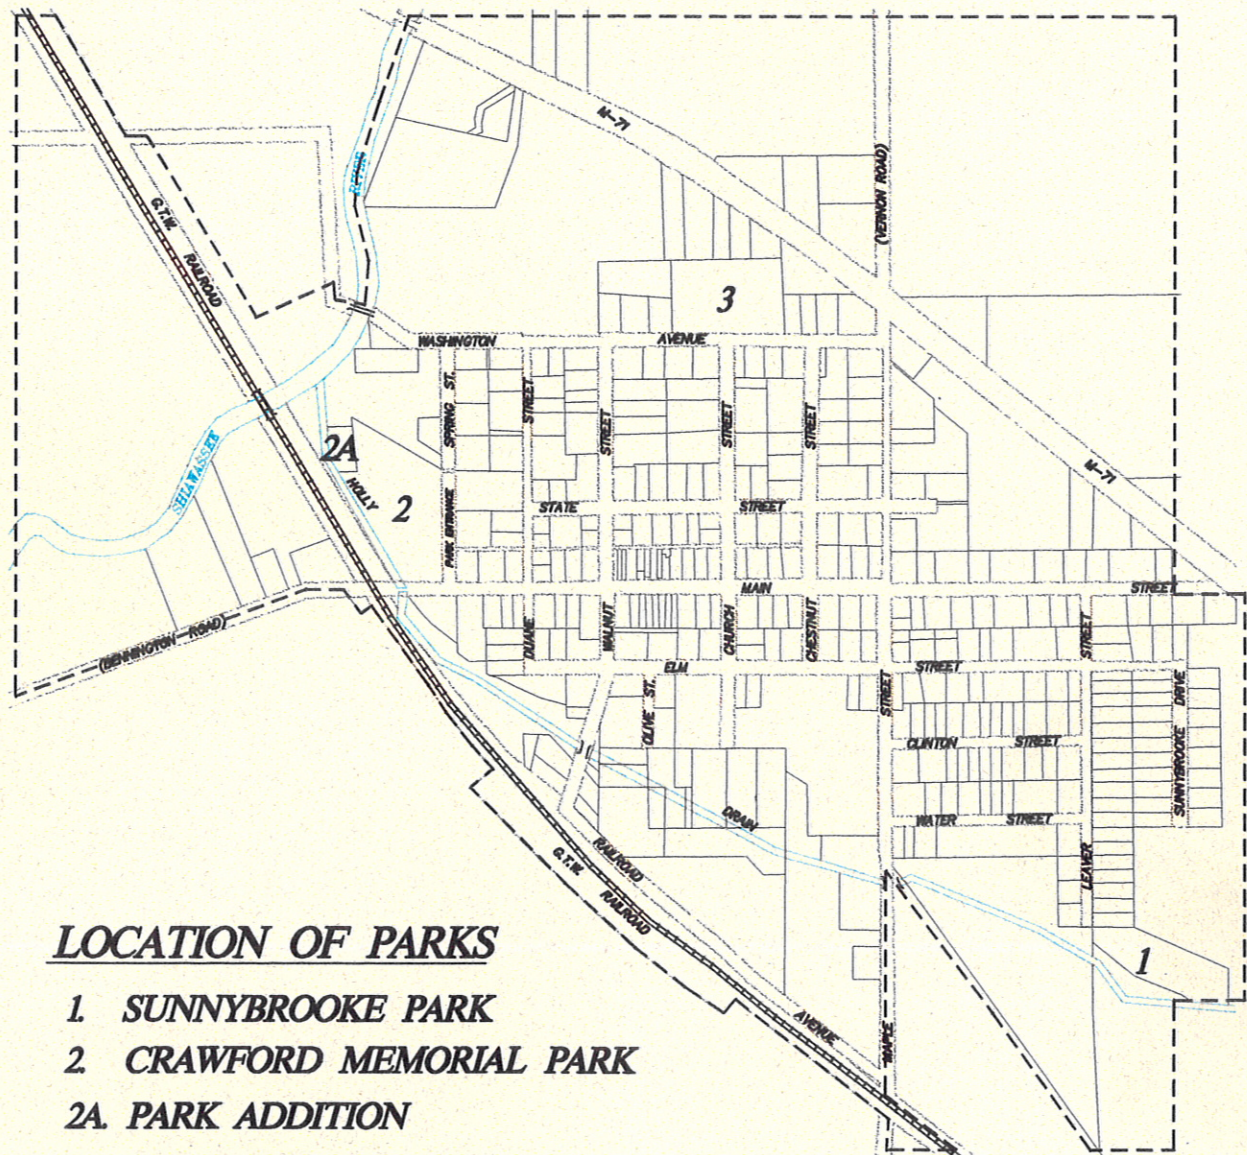 M-71
(VERNON ROAD)
RIVER
G.T.W. RAILROAD
3
WASHINGTON AVENUE
SPRING ST.
STREET
STREET
STREET
STREET
SHIAWASSEE
2A
HOLLY
2
PARK ENTRANCE
STATE STREET
M-71
MAIN STREET
(BENNINGTON ROAD)
DUANE
WALNUT
CHURCH
CHESTNUT
STREET
ELM STREET
OLIVE ST.
STREET
SUNNYBROOKE DRIVE
CLINTON STREET
DRAIN
WATER STREET
LEAVER
RAILROAD
G.T.W. RAILROAD
1
AVENUE
MAPLE
LOCATION OF PARKS
1. SUNNYBROOKE PARK
2. CRAWFORD MEMORIAL PARK
2A. PARK ADDITION